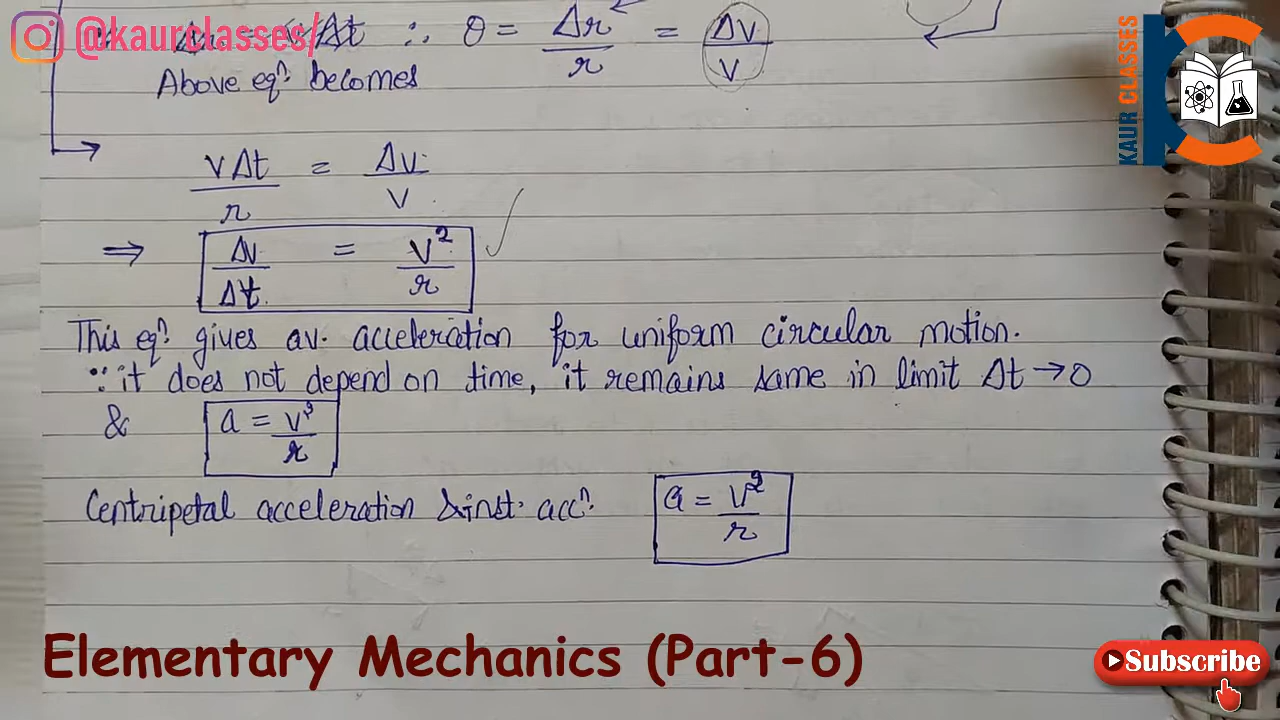 @kaurclasses/
Δt ∴ θ = Δr/r = Δv/v
Above eqⁿ. becomes
vΔt/r = Δv/v
⇒ Δv/Δt = v²/r
This eqⁿ. gives av. acceleration for uniform circular motion.
∵ it does not depend on time, it remains same in limit Δt → 0
& a = v²/r
Centripetal acceleration & inst. accⁿ. a = v²/r
Elementary Mechanics (Part-6)
KAUR CLASSES
Subscribe